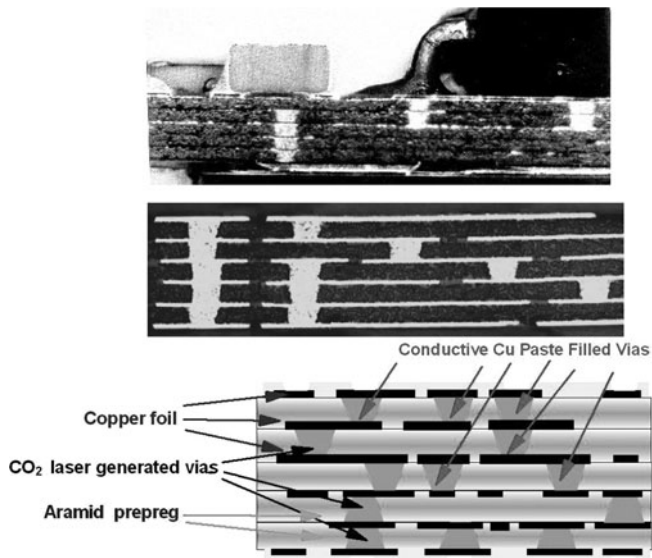 Conductive Cu Paste Filled Vias
Copper foil
CO₂ laser generated vias
Aramid prepreg